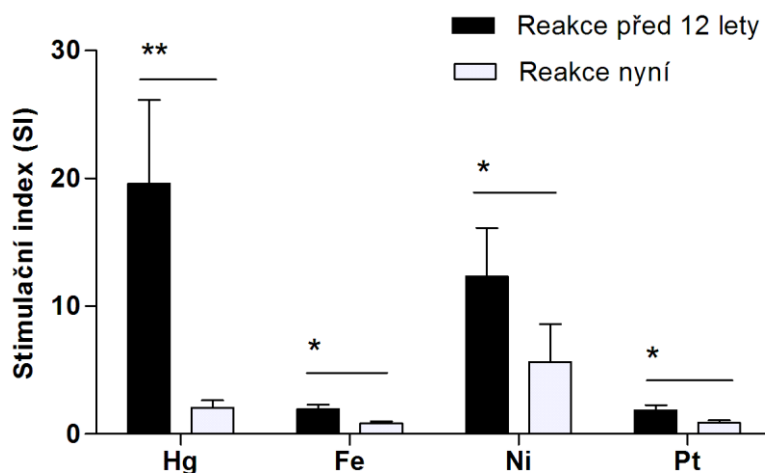 Reakce před 12 lety
Reakce nyní
Stimulační index (SI)
30
20
10
0
**
*
*
*
Hg Fe Ni Pt